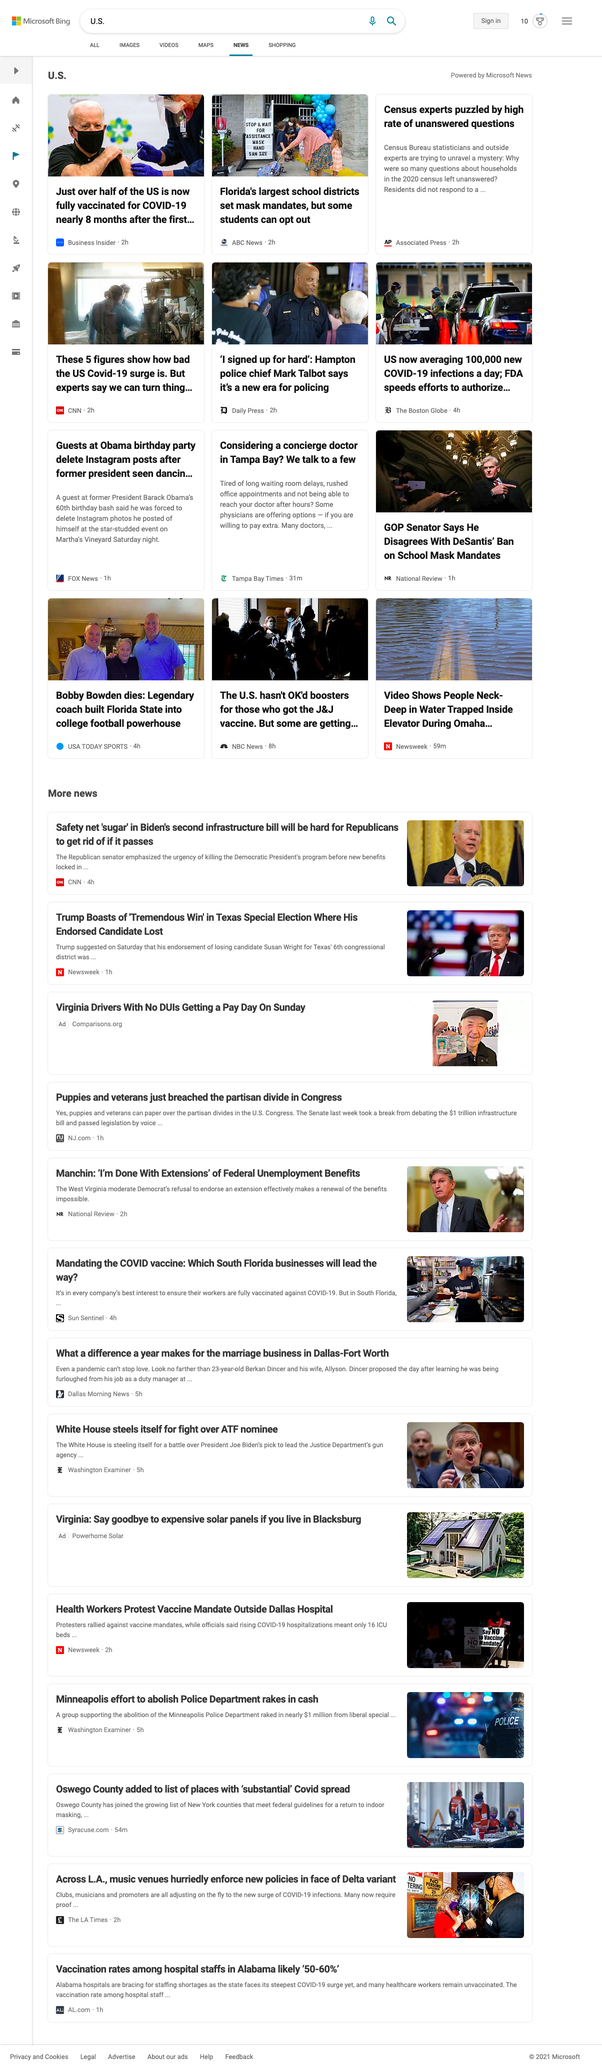 Microsoft Bing
U.S.
Sign in
10
ALL IMAGES VIDEOS MAPS NEWS SHOPPING
U.S.
Powered by Microsoft News
Just over half of the US is now
fully vaccinated for COVID-19
nearly 8 months after the first...
Business Insider · 2h
STOP & WAIT
FOR
ASSISTANCE
MASK
HAND
SAN
Florida's largest school districts
set mask mandates, but some
students can opt out
ABC News · 2h
Census experts puzzled by high
rate of unanswered questions
Census Bureau statisticians and outside
experts are trying to unravel a mystery: Why
were so many questions about households
in the 2020 census left unanswered?
Residents did not respond to a ...
AP Associated Press · 2h
These 5 figures show how bad
the US Covid-19 surge is. But
experts say we can turn thing...
CNN · 2h
'I signed up for hard': Hampton
police chief Mark Talbot says
it's a new era for policing
Daily Press · 2h
US now averaging 100,000 new
COVID-19 infections a day; FDA
speeds efforts to authorize...
The Boston Globe · 4h
Guests at Obama birthday party
delete Instagram posts after
former president seen dancin...
A guest at former President Barack Obama's
60th birthday bash said he was forced to
delete Instagram photos he posted of
himself at the star-studded event on
Martha's Vineyard Saturday night.
FOX News · 1h
Considering a concierge doctor
in Tampa Bay? We talk to a few
Tired of long waiting room delays, rushed
office appointments and not being able to
reach your doctor after hours? Some
physicians are offering options — if you are
willing to pay extra. Many doctors, ...
Tampa Bay Times · 31m
GOP Senator Says He
Disagrees With DeSantis' Ban
on School Mask Mandates
NR National Review · 1h
Bobby Bowden dies: Legendary
coach built Florida State into
college football powerhouse
USA TODAY SPORTS · 4h
The U.S. hasn't OK'd boosters
for those who got the J&J
vaccine. But some are getting...
NBC News · 8h
Video Shows People Neck-
Deep in Water Trapped Inside
Elevator During Omaha...
N Newsweek · 59m
More news
Safety net 'sugar' in Biden's second infrastructure bill will be hard for Republicans
to get rid of if it passes
The Republican senator emphasized the urgency of killing the Democratic President's program before new benefits
locked in ...
CNN · 4h
Trump Boasts of 'Tremendous Win' in Texas Special Election Where His
Endorsed Candidate Lost
Trump suggested on Saturday that his endorsement of losing candidate Susan Wright for Texas' 6th congressional
district was ...
N Newsweek · 1h
Virginia Drivers With No DUIs Getting a Pay Day On Sunday
Ad Comparisons.org
Puppies and veterans just breached the partisan divide in Congress
Yes, puppies and veterans can paper over the partisan divides in the U.S. Congress. The Senate last week took a break from debating the $1 trillion infrastructure
bill and passed legislation by voice ...
NJ.com · 1h
Manchin: 'I'm Done With Extensions' of Federal Unemployment Benefits
The West Virginia moderate Democrat's refusal to endorse an extension effectively makes a renewal of the benefits
impossible.
NR National Review · 2h
Mandating the COVID vaccine: Which South Florida businesses will lead the
way?
It's in every company's best interest to ensure their workers are fully vaccinated against COVID-19. But in South Florida,
...
S Sun Sentinel · 4h
What a difference a year makes for the marriage business in Dallas-Fort Worth
Even a pandemic can't stop love. Look no farther than 23-year-old Berkan Dincer and his wife, Allyson. Dincer proposed the day after learning he was being
furloughed from his job as a duty manager at ...
Dallas Morning News · 5h
White House steels itself for fight over ATF nominee
The White House is steeling itself for a battle over President Joe Biden's pick to lead the Justice Department's gun
agency ...
Washington Examiner · 5h
Virginia: Say goodbye to expensive solar panels if you live in Blacksburg
Ad Powerhome Solar
Health Workers Protest Vaccine Mandate Outside Dallas Hospital
Protesters rallied against vaccine mandates, while officials said rising COVID-19 hospitalizations meant only 16 ICU
beds ...
N Newsweek · 2h
Say NO
Vaccine
Mandate
Minneapolis effort to abolish Police Department rakes in cash
A group supporting the abolition of the Minneapolis Police Department raked in nearly $1 million from liberal special ...
Washington Examiner · 5h
POLICE
Oswego County added to list of places with 'substantial' Covid spread
Oswego County has joined the growing list of New York counties that meet federal guidelines for a return to indoor
masking, ...
Syracuse.com · 54m
Across L.A., music venues hurriedly enforce new policies in face of Delta variant
Clubs, musicians and promoters are all adjusting on the fly to the new surge of COVID-19 infections. Many now require
proof ...
The LA Times · 2h
Vaccination rates among hospital staffs in Alabama likely '50-60%'
Alabama hospitals are bracing for staffing shortages as the state faces its steepest COVID-19 surge yet, and many healthcare workers remain unvaccinated. The
vaccination rate among hospital staff ...
AL.com · 1h
Privacy and Cookies Legal Advertise About our ads Help Feedback
© 2021 Microsoft